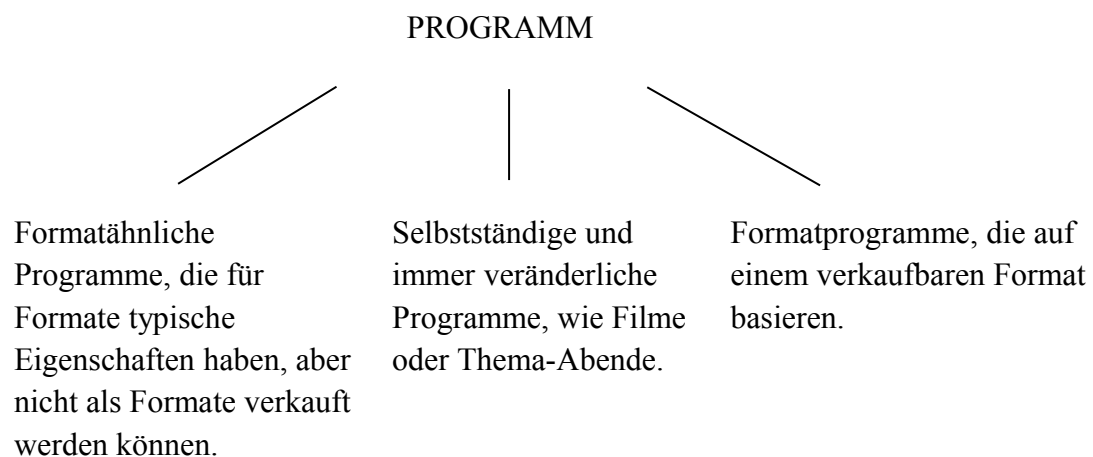 PROGRAMM
Formatähnliche
Programme, die für
Formate typische
Eigenschaften haben, aber
nicht als Formate verkauft
werden können.
Selbstständige und
immer veränderliche
Programme, wie Filme
oder Thema-Abende.
Formatprogramme, die auf
einem verkaufbaren Format
basieren.